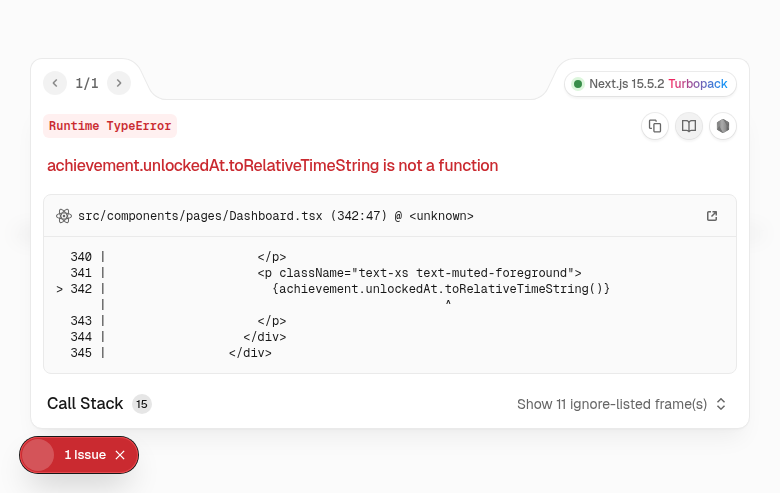 1/1
Next.js 15.5.2 Turbopack
Runtime TypeError
achievement.unlockedAt.toRelativeTimeString is not a function
src/components/pages/Dashboard.tsx (342:47) @ <unknown>
  340 |                     </p>
  341 |                     <p className="text-xs text-muted-foreground">
> 342 |                       {achievement.unlockedAt.toRelativeTimeString()}
      |                                               ^
  343 |                     </p>
  344 |                   </div>
  345 |                 </div>
Call Stack 15
Show 11 ignore-listed frame(s)
1 Issue